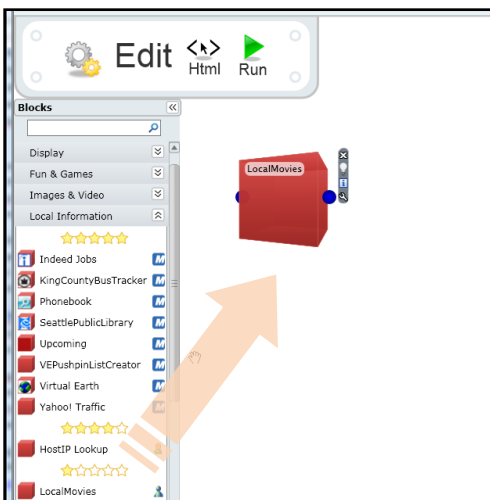 Edit
Html
Run
Blocks
Display
Fun & Games
Images & Video
Local Information
Indeed Jobs
KingCountyBusTracker
Phonebook
SeattlePublicLibrary
Upcoming
VEPushpinListCreator
Virtual Earth
Yahoo! Traffic
HostIP Lookup
LocalMovies
LocalMovies